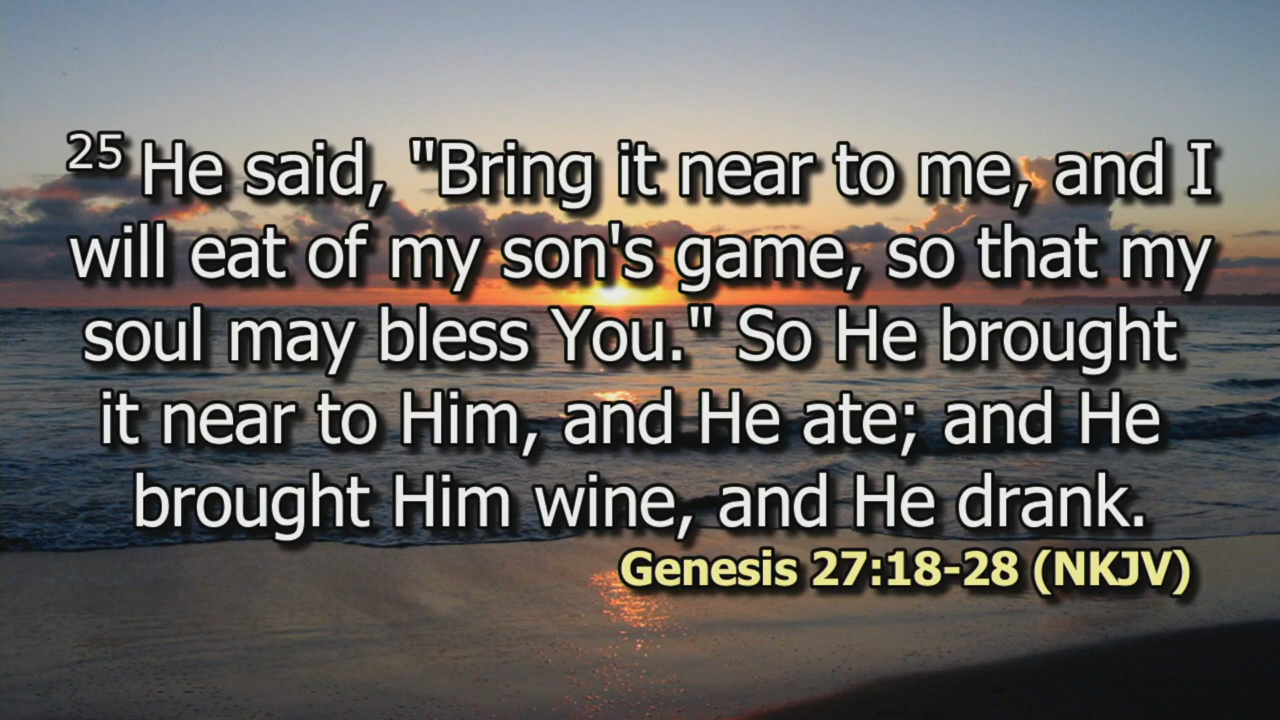 25 He said, "Bring it near to me, and I
will eat of my son's game, so that my
soul may bless You." So He brought
it near to Him, and He ate; and He
brought Him wine, and He drank.
Genesis 27:18-28 (NKJV)